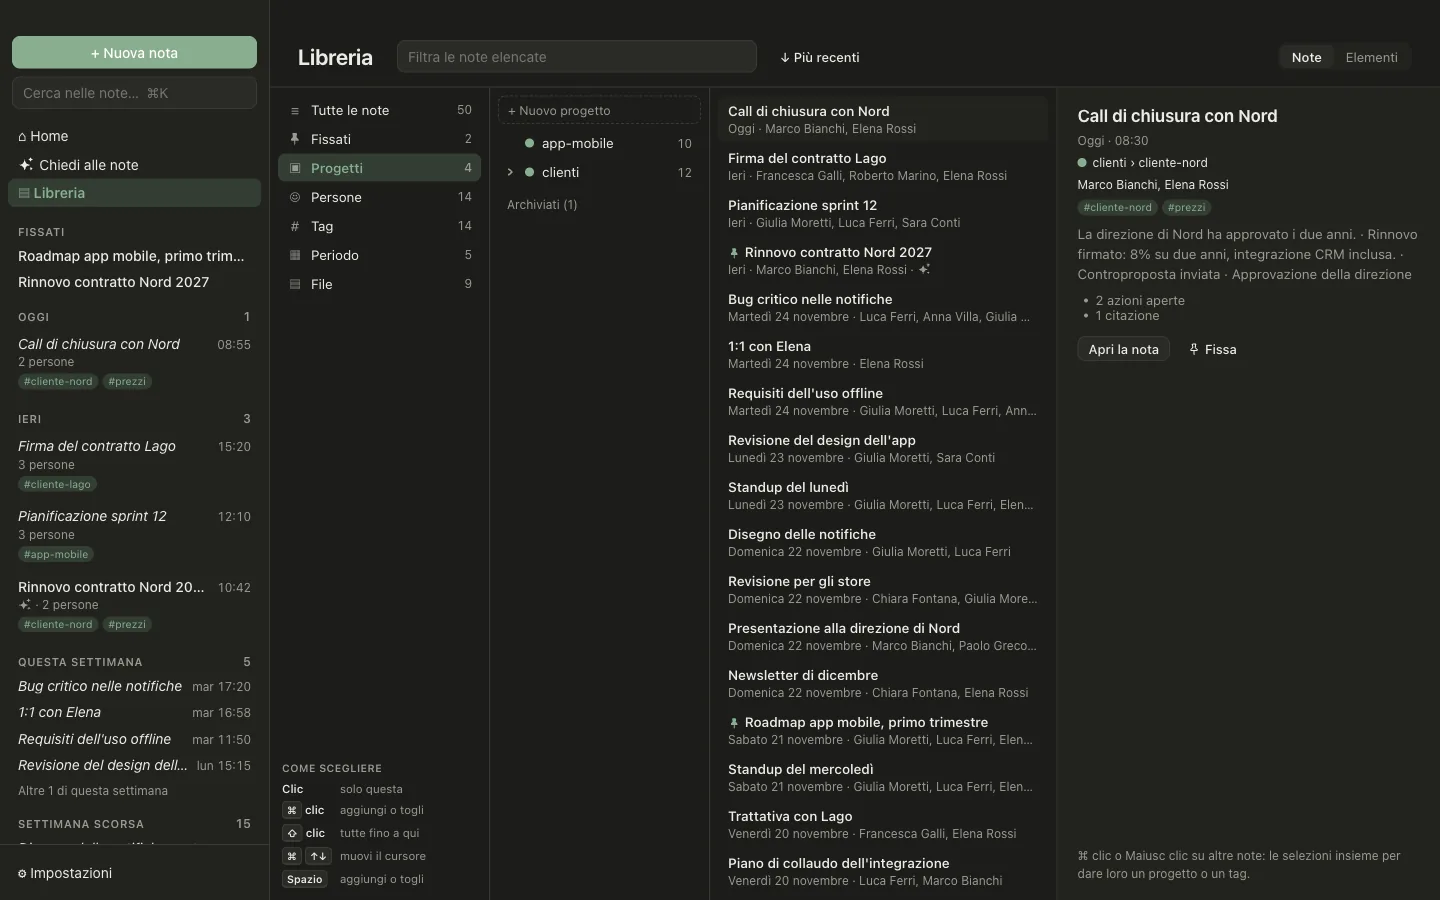 + Nuova nota
Cerca nelle note... ⌘K
Home
Chiedi alle note
Libreria
FISSATI
Roadmap app mobile, primo trim...
Rinnovo contratto Nord 2027
OGGI 1
Call di chiusura con Nord 08:55
2 persone
#cliente-nord #prezzi
IERI 3
Firma del contratto Lago 15:20
3 persone
#cliente-lago
Pianificazione sprint 12 12:10
3 persone
#app-mobile
Rinnovo contratto Nord 20... 10:42
· 2 persone
#cliente-nord #prezzi
QUESTA SETTIMANA 5
Bug critico nelle notifiche mar 17:20
1:1 con Elena mar 16:58
Requisiti dell'uso offline mar 11:50
Revisione del design dell... lun 15:15
Altre 1 di questa settimana
SETTIMANA SCORSA 15
Impostazioni
Libreria
Filtra le note elencate
↓ Più recenti
Note Elementi
Tutte le note 50
Fissati 2
Progetti 4
Persone 14
# Tag 14
Periodo 5
File 9
COME SCEGLIERE
Clic solo questa
⌘ clic aggiungi o togli
⇧ clic tutte fino a qui
⌘ ↑↓ muovi il cursore
Spazio aggiungi o togli
+ Nuovo progetto
app-mobile 10
clienti 12
Archiviati (1)
Call di chiusura con Nord
Oggi · Marco Bianchi, Elena Rossi
Firma del contratto Lago
Ieri · Francesca Galli, Roberto Marino, Elena Rossi
Pianificazione sprint 12
Ieri · Giulia Moretti, Luca Ferri, Sara Conti
Rinnovo contratto Nord 2027
Ieri · Marco Bianchi, Elena Rossi ·
Bug critico nelle notifiche
Martedì 24 novembre · Luca Ferri, Anna Villa, Giulia ...
1:1 con Elena
Martedì 24 novembre · Elena Rossi
Requisiti dell'uso offline
Martedì 24 novembre · Giulia Moretti, Luca Ferri, Ann...
Revisione del design dell'app
Lunedì 23 novembre · Giulia Moretti, Sara Conti
Standup del lunedì
Lunedì 23 novembre · Giulia Moretti, Luca Ferri, Elen...
Disegno delle notifiche
Domenica 22 novembre · Giulia Moretti, Luca Ferri
Revisione per gli store
Domenica 22 novembre · Chiara Fontana, Giulia More...
Presentazione alla direzione di Nord
Domenica 22 novembre · Marco Bianchi, Paolo Greco...
Newsletter di dicembre
Domenica 22 novembre · Chiara Fontana, Elena Rossi
Roadmap app mobile, primo trimestre
Sabato 21 novembre · Giulia Moretti, Luca Ferri, Elen...
Standup del mercoledì
Sabato 21 novembre · Giulia Moretti, Luca Ferri, Elen...
Trattativa con Lago
Venerdì 20 novembre · Francesca Galli, Elena Rossi
Piano di collaudo dell'integrazione
Venerdì 20 novembre · Luca Ferri, Marco Bianchi
Call di chiusura con Nord
Oggi · 08:30
clienti › cliente-nord
Marco Bianchi, Elena Rossi
#cliente-nord #prezzi
La direzione di Nord ha approvato i due anni. · Rinnovo
firmato: 8% su due anni, integrazione CRM inclusa. ·
Controproposta inviata · Approvazione della direzione
• 2 azioni aperte
• 1 citazione
Apri la nota Fissa
⌘ clic o Maiusc clic su altre note: le selezioni insieme per
dare loro un progetto o un tag.